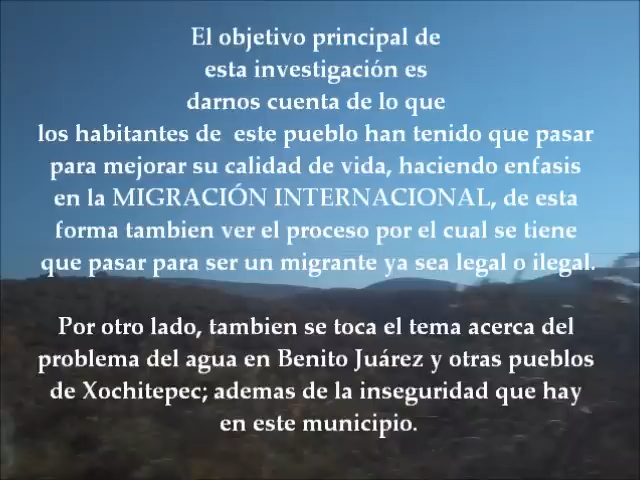 El objetivo principal de
esta investigación es
darnos cuenta de lo que
los habitantes de este pueblo han tenido que pasar
para mejorar su calidad de vida, haciendo enfasis
en la MIGRACIÓN INTERNACIONAL, de esta
forma tambien ver el proceso por el cual se tiene
que pasar para ser un migrante ya sea legal o ilegal.
Por otro lado, tambien se toca el tema acerca del
problema del agua en Benito Juárez y otras pueblos
de Xochitepec; ademas de la inseguridad que hay
en este municipio.